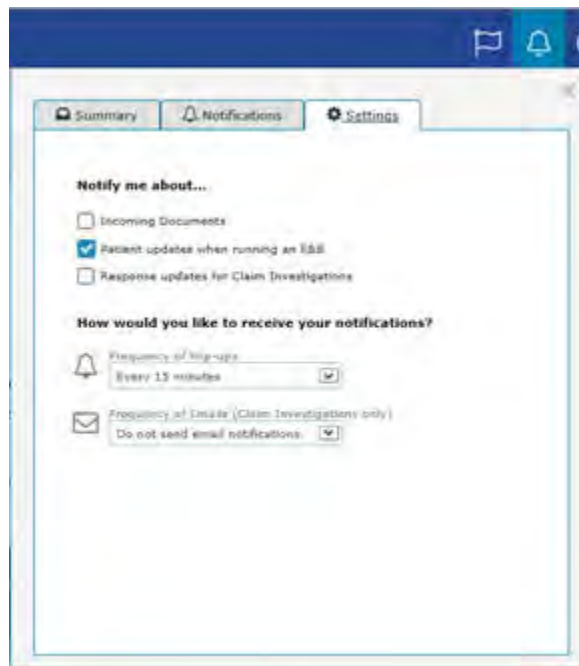 Summary
Notifications
Settings
Notify me about...
Incoming Documents
Patient updates when running an E&B
Response updates for Claim Investigations
How would you like to receive your notifications?
Frequency of Pop-ups
Every 15 minutes
Frequency of Emails (Claim Investigations only)
Do not send email notifications